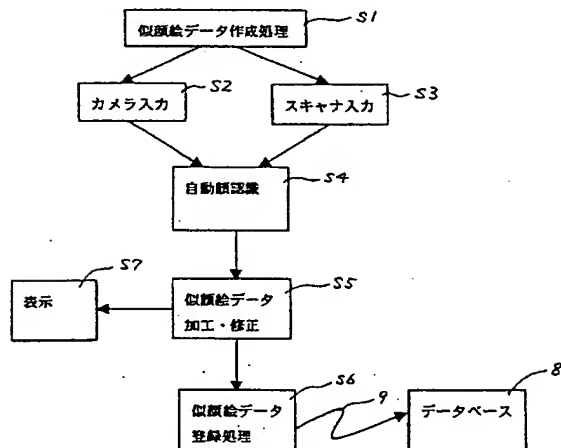 似顔絵データ作成処理
S1
カメラ入力
S2
スキャナ入力
S3
自動顔認識
S4
似顔絵データ
加工・修正
S5
表示
S7
似顔絵データ
登録処理
S6
9
データベース
8